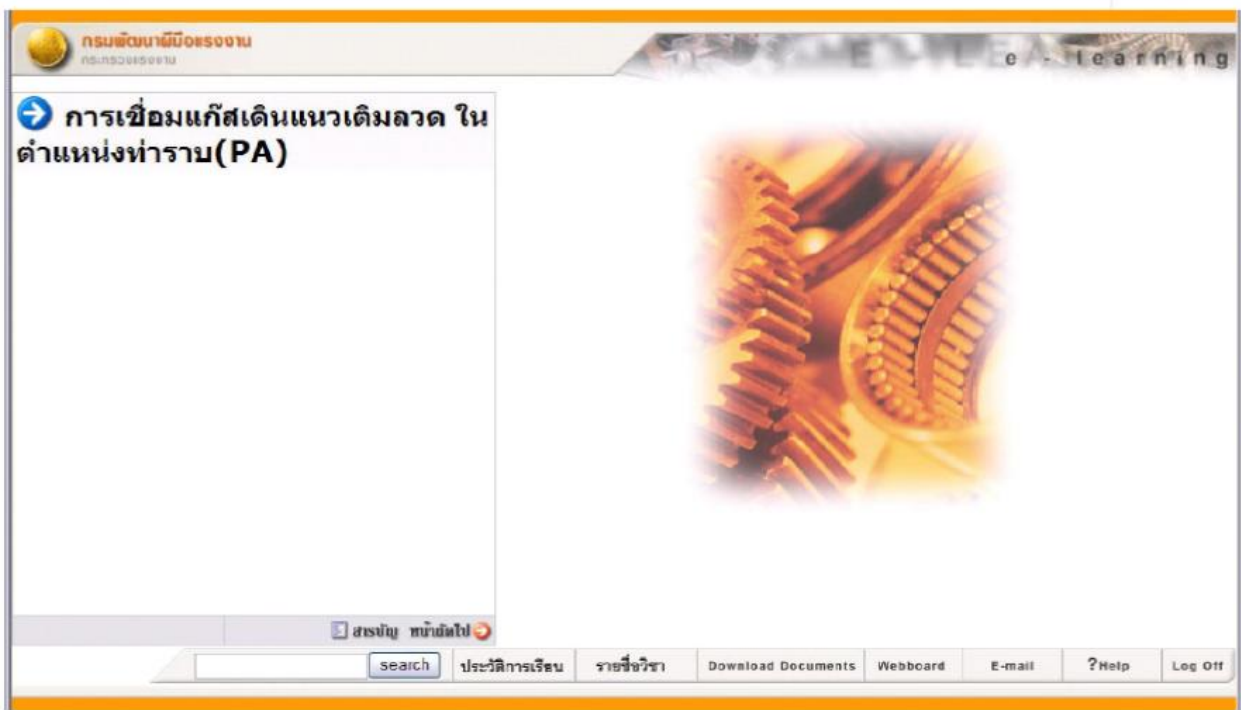 กรมพัฒนาฝีมือแรงงาน
กระทรวงแรงงาน
e - learning
การเชื่อมแก๊สเดินแนวเติมลวด ใน
ตำแหน่งท่าราบ(PA)
สารบัญ หน้าถัดไป
search ประวัติการเรียน รายชื่อวิชา Download Documents Webboard E-mail ?Help Log Off